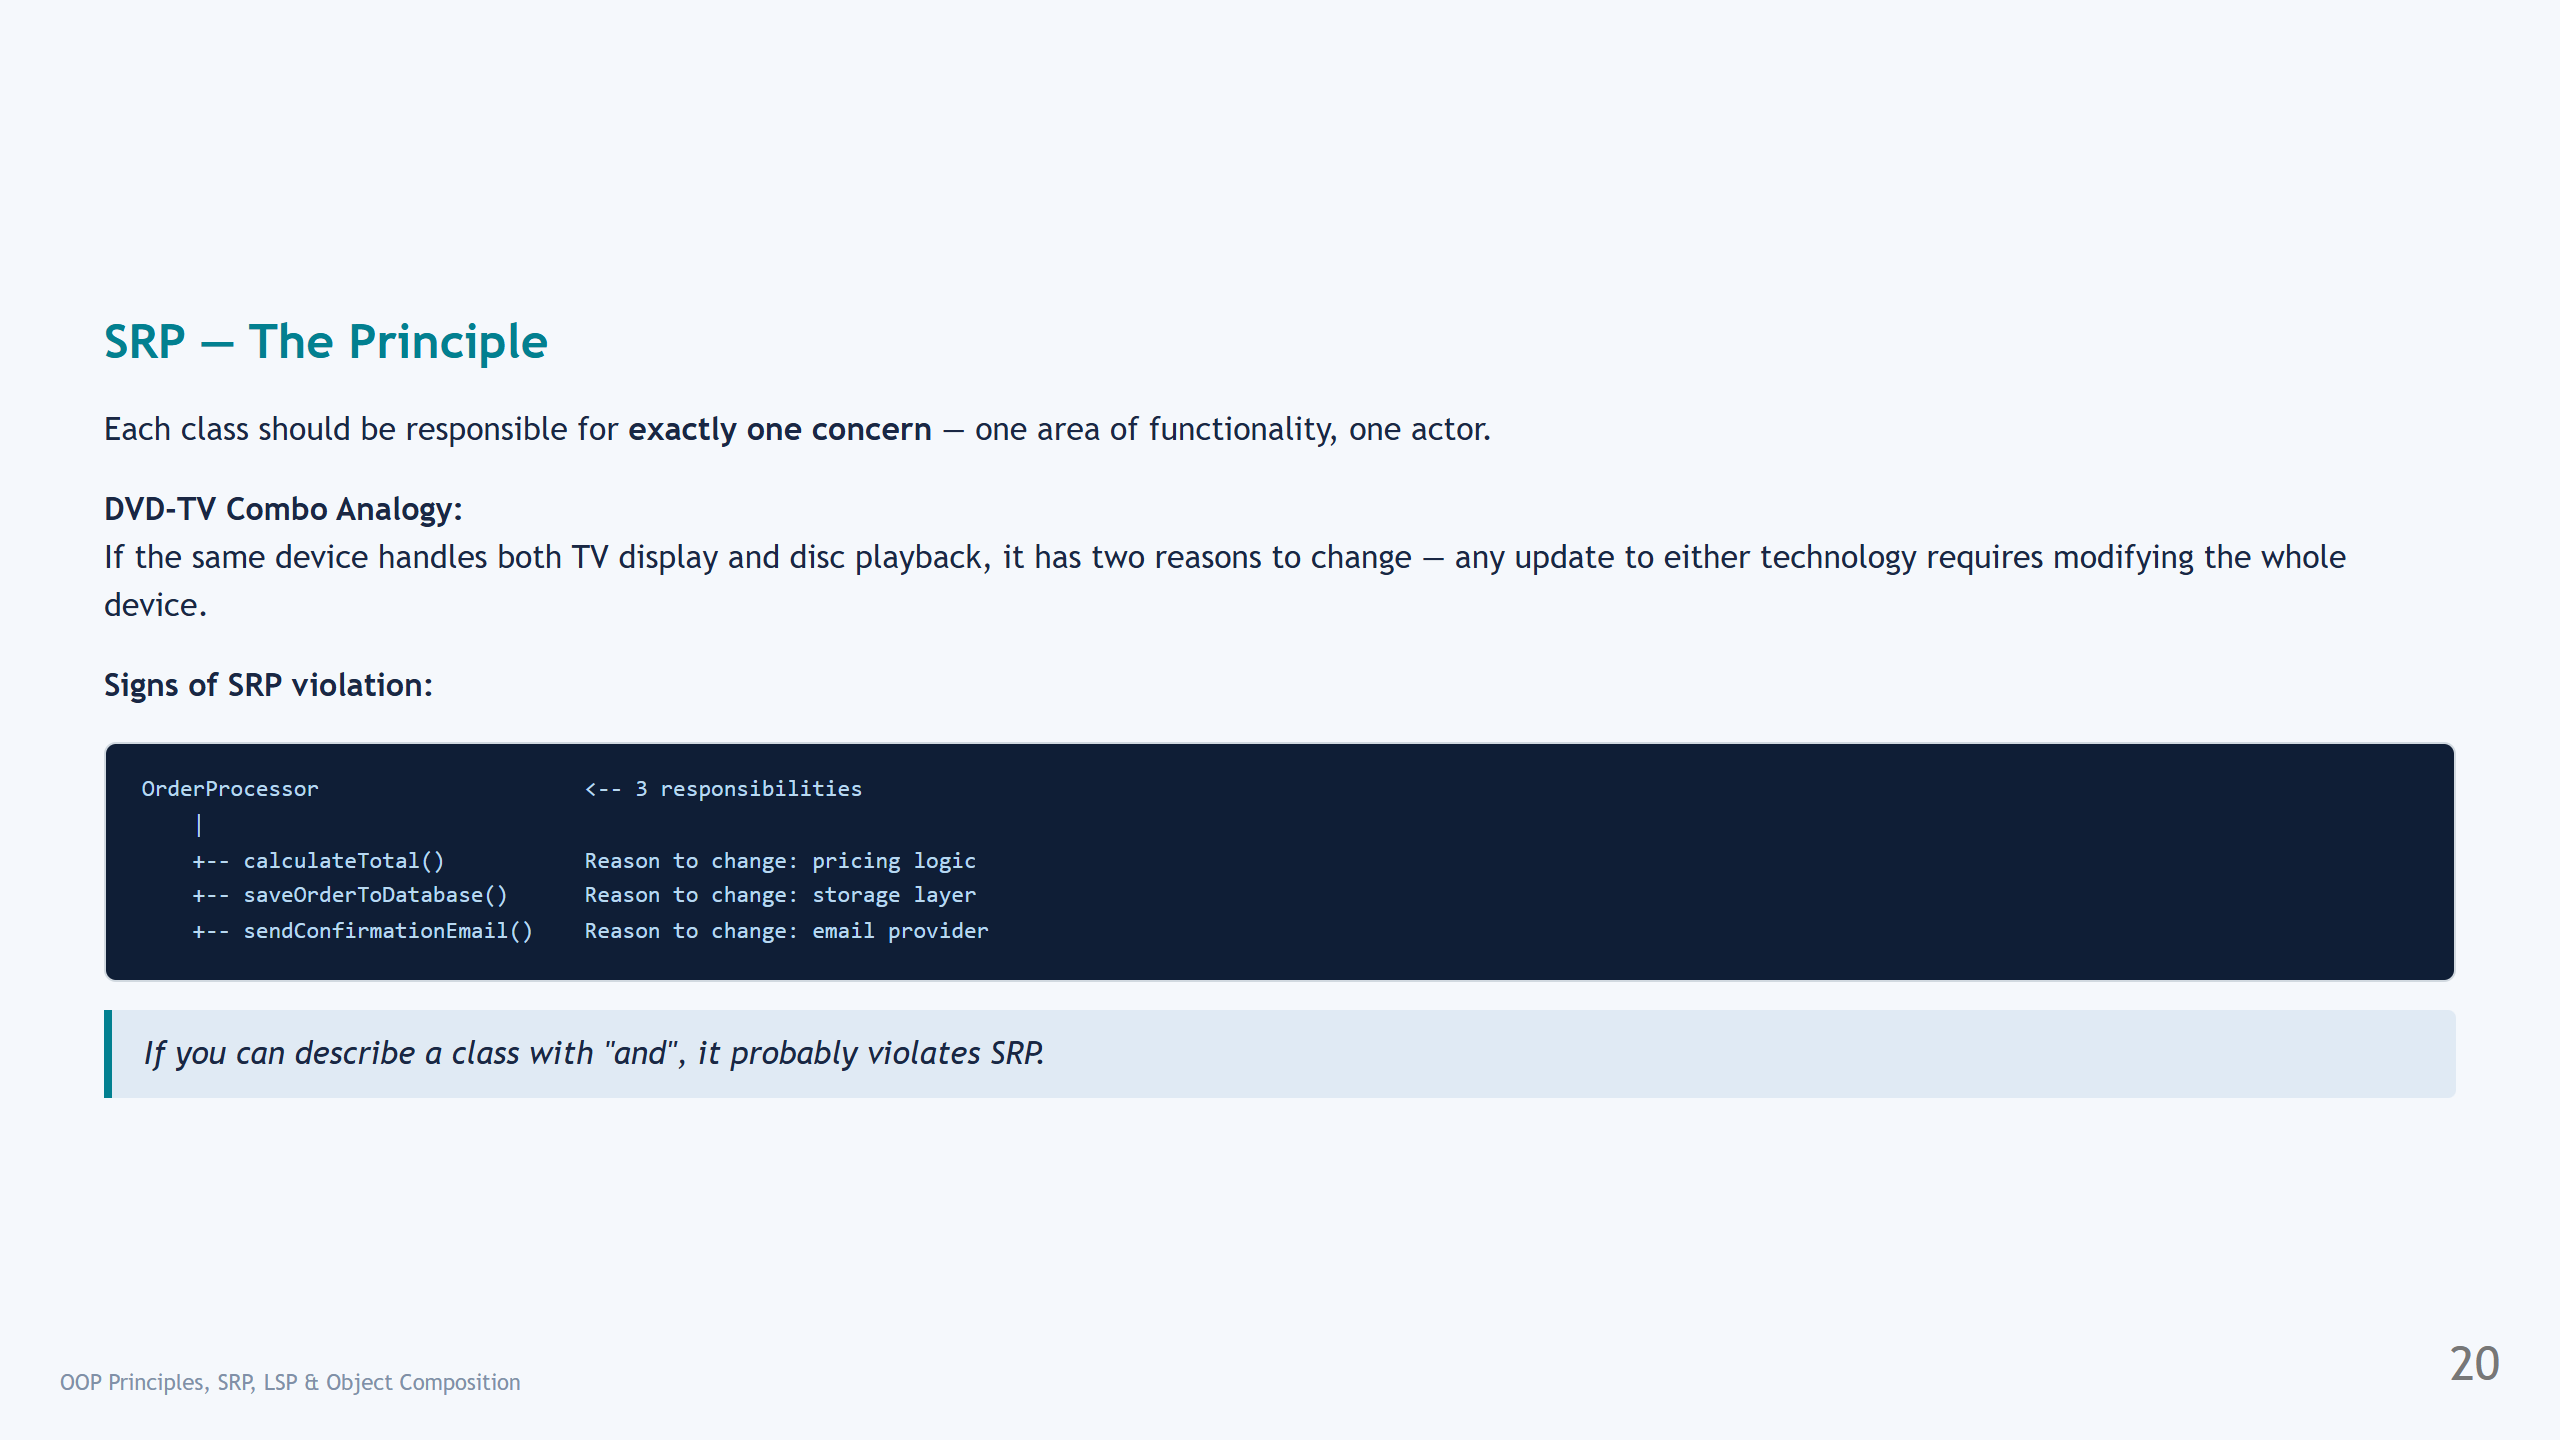 SRP — The Principle
Each class should be responsible for exactly one concern — one area of functionality, one actor.
DVD-TV Combo Analogy:
If the same device handles both TV display and disc playback, it has two reasons to change — any update to either technology requires modifying the whole
device.
Signs of SRP violation:
OrderProcessor                     <-- 3 responsibilities
    |
    +-- calculateTotal()           Reason to change: pricing logic
    +-- saveOrderToDatabase()      Reason to change: storage layer
    +-- sendConfirmationEmail()    Reason to change: email provider
If you can describe a class with "and", it probably violates SRP.
OOP Principles, SRP, LSP & Object Composition
20